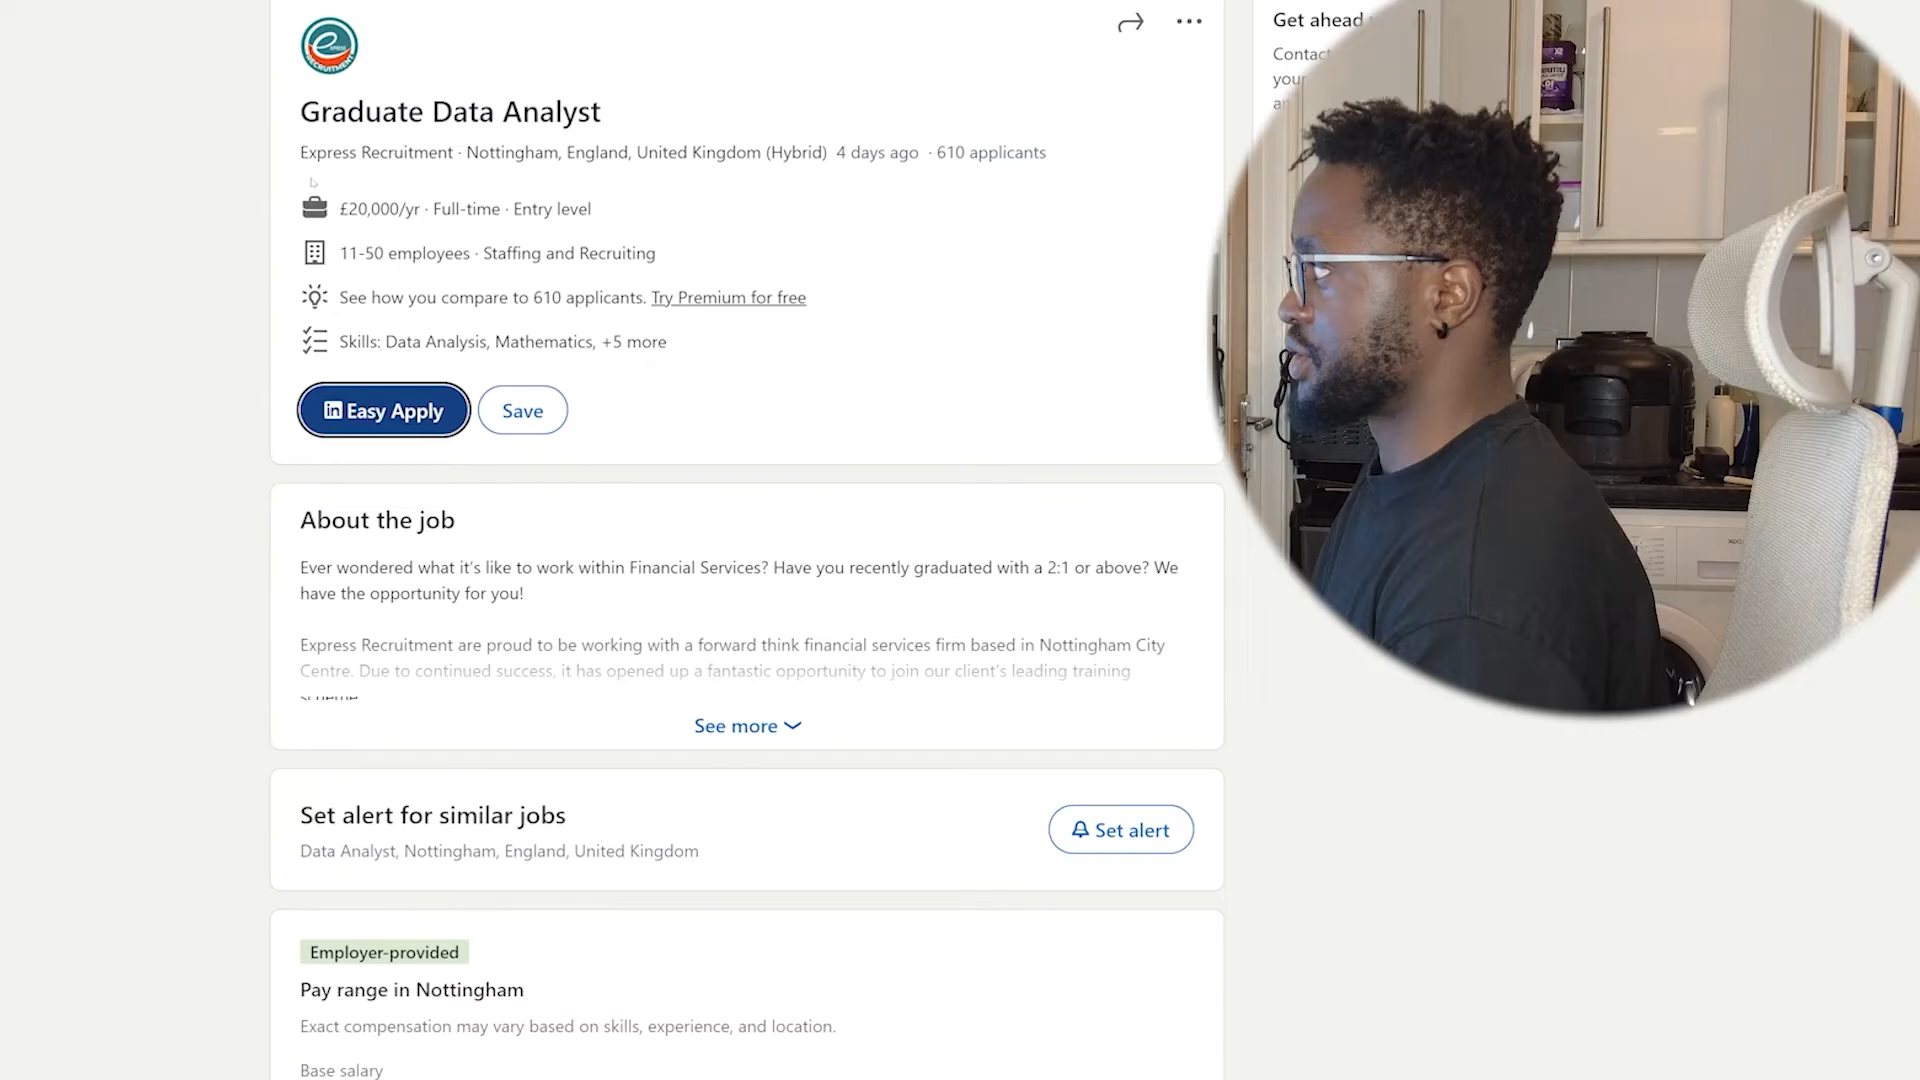 Get ahead
Contact
your
Graduate Data Analyst
Express Recruitment · Nottingham, England, United Kingdom (Hybrid) 4 days ago · 610 applicants
£20,000/yr · Full-time · Entry level
11-50 employees · Staffing and Recruiting
See how you compare to 610 applicants. Try Premium for free
Skills: Data Analysis, Mathematics, +5 more
in Easy Apply
Save
About the job
Ever wondered what it's like to work within Financial Services? Have you recently graduated with a 2:1 or above? We
have the opportunity for you!
Express Recruitment are proud to be working with a forward think financial services firm based in Nottingham City
Centre. Due to continued success, it has opened up a fantastic opportunity to join our client's leading training
See more
Set alert for similar jobs
Data Analyst, Nottingham, England, United Kingdom
Set alert
Employer-provided
Pay range in Nottingham
Exact compensation may vary based on skills, experience, and location.
Base salary